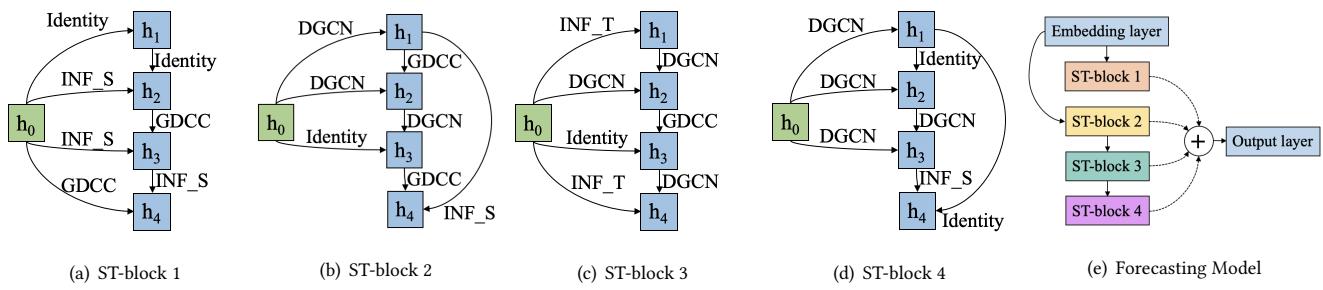 Identity
h1
Identity
INF_S
h2
GDCC
h0
INF_S
h3
INF_S
GDCC
h4
(a) ST-block 1
DGCN
h1
GDCC
DGCN
h2
DGCN
h0
Identity
h3
GDCC
h4
INF_S
(b) ST-block 2
INF_T
h1
DGCN
DGCN
h2
GDCC
h0
Identity
h3
DGCN
INF_T
h4
(c) ST-block 3
DGCN
h1
Identity
DGCN
h2
DGCN
h0
DGCN
h3
INF_S
h4
Identity
(d) ST-block 4
Embedding layer
ST-block 1
ST-block 2
+
Output layer
ST-block 3
ST-block 4
(e) Forecasting Model